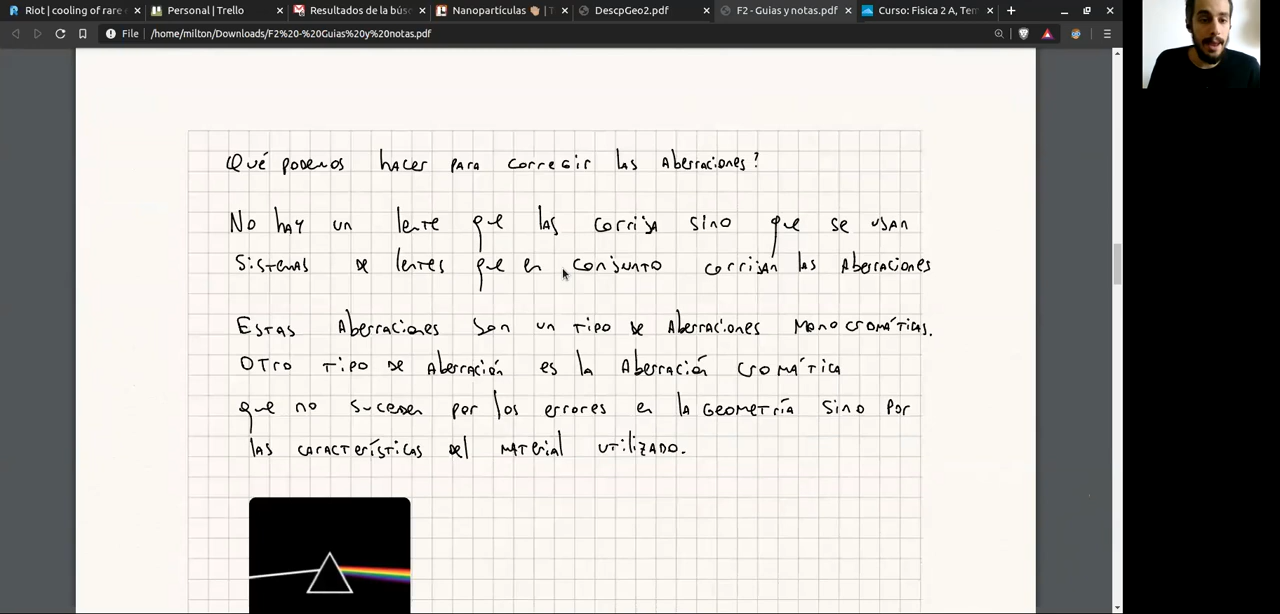 Riot | cooling of rare e
Personal | Trello
Resultados de la bús
Nanopartículas 👏🏼 | T
DescpGeo2.pdf
F2 - Guias y notas.pdf
Curso: Fisica 2 A, Tem
File /home/milton/Downloads/F2%20-%20Guias%20y%20notas.pdf
Qué podemos hacer para corregir las Aberraciones?
No hay un lente que las corrija sino que se usan
Sistemas de lentes que en conjunto corrijan las Aberraciones
Estas Aberraciones son un tipo de Aberraciones Monocromáticas.
Otro tipo de Aberración es la Aberración cromática
que no suceden por los errores en la geometría sino por
las características del material utilizado.